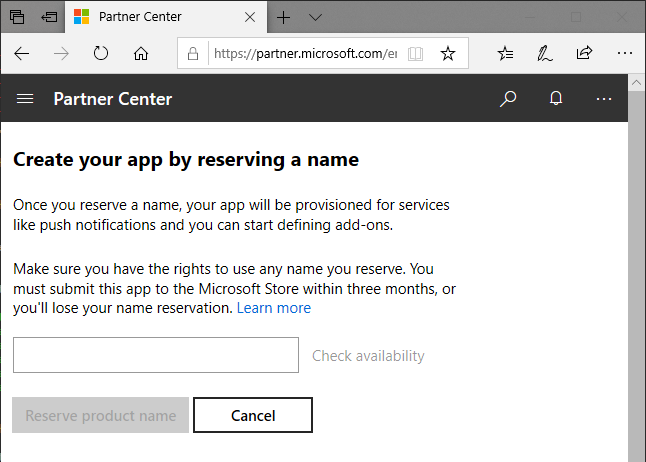 Partner Center
https://partner.microsoft.com/er
Partner Center
Create your app by reserving a name
Once you reserve a name, your app will be provisioned for services
like push notifications and you can start defining add-ons.
Make sure you have the rights to use any name you reserve. You
must submit this app to the Microsoft Store within three months, or
you'll lose your name reservation. Learn more
Check availability
Reserve product name Cancel